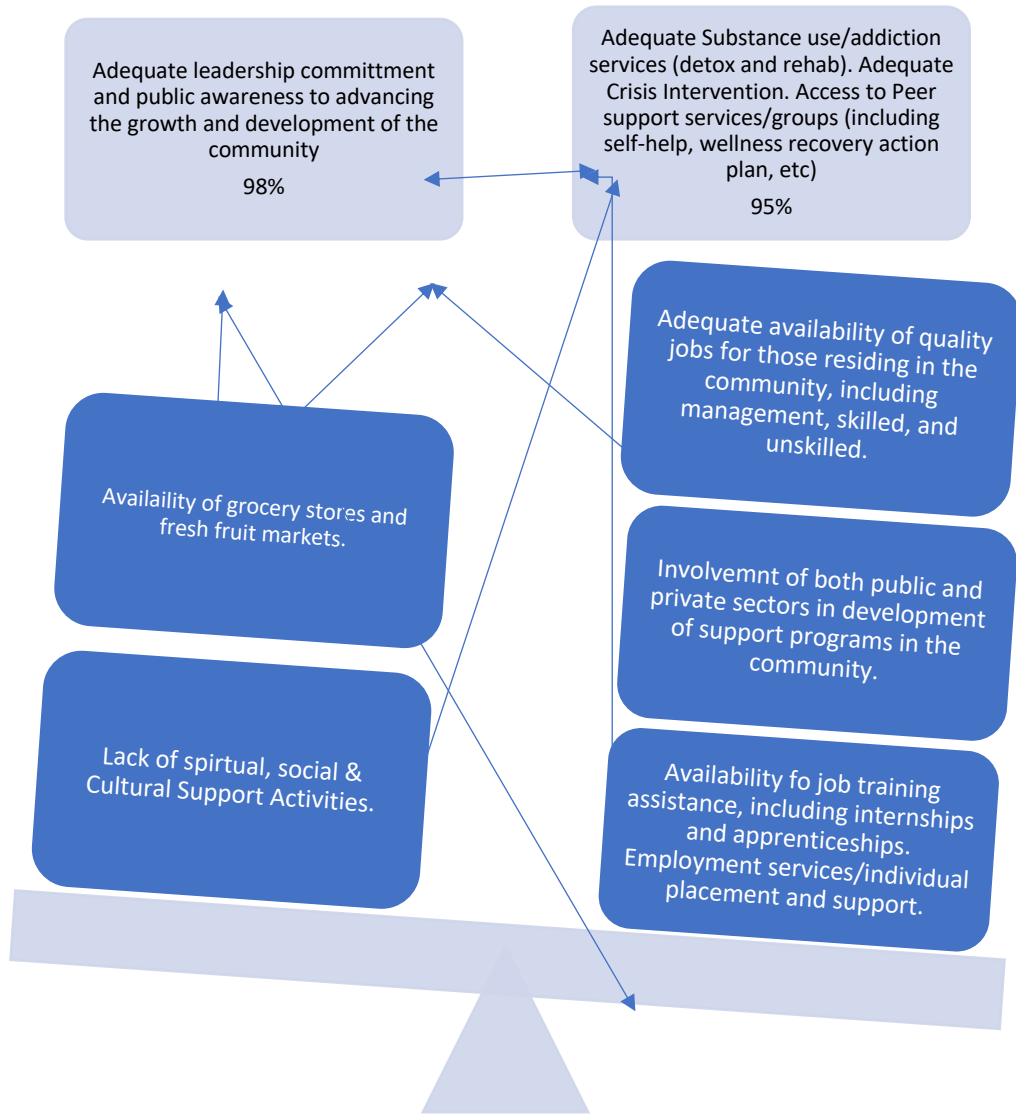 Adequate leadership committment
and public awareness to advancing
the growth and development of the
community
98%
Adequate Substance use/addiction
services (detox and rehab). Adequate
Crisis Intervention. Access to Peer
support services/groups (including
self-help, wellness recovery action
plan, etc)
95%
Availaility of grocery stores and
fresh fruit markets.
Lack of spirtual, social &
Cultural Support Activities.
Adequate availability of quality
jobs for those residing in the
community, including
management, skilled, and
unskilled.
Involvemnt of both public and
private sectors in development
of support programs in the
community.
Availability fo job training
assistance, including internships
and apprenticeships.
Employment services/individual
placement and support.